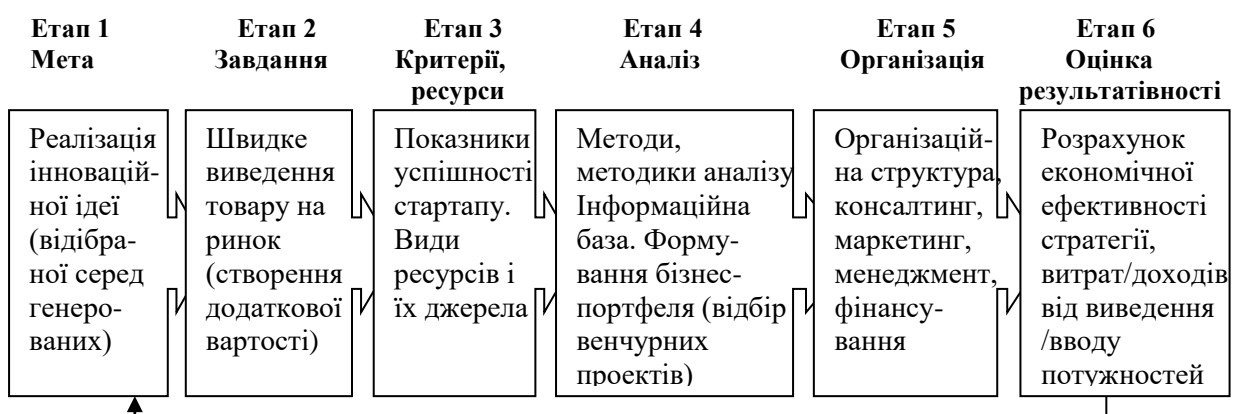 Етап 1
Мета
Етап 2
Завдання
Етап 3
Критерії,
ресурси
Етап 4
Аналіз
Етап 5
Організація
Етап 6
Оцінка
результатівності
Реалізація
інновацій-
ної ідеї
(відібра-
ної серед
генеро-
ваних)
Швидке
виведення
товару на
ринок
(створення
додаткової
вартості)
Показники
успішності
стартапу.
Види
ресурсів і
їх джерела
Методи,
методики аналізу
Інформаційна
база. Форму-
вання бізнес-
портфеля (відбір
венчурних
проектів)
Організацій-
на структура,
консалтинг,
маркетинг,
менеджмент,
фінансу-
вання
Розрахунок
економічної
ефективності
стратегії,
витрат/доходів
від виведення
/вводу
потужностей